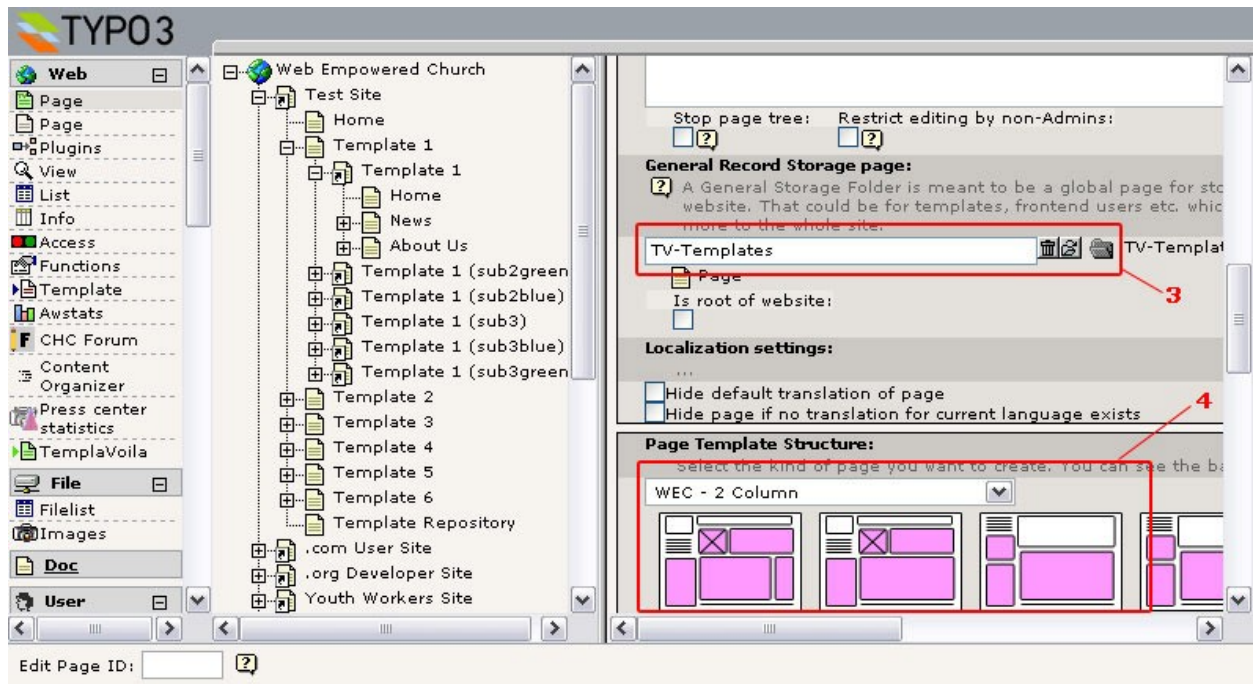 TYPO3
Web
Page
Page
Plugins
View
List
Info
Access
Functions
Template
Awstats
F CHC Forum
Content
Organizer
Press center
statistics
TemplaVoila
File
Filelist
Images
Doc
User
Web Empowered Church
Test Site
Home
Template 1
Template 1
Home
News
About Us
Template 1 (sub2green
Template 1 (sub2blue)
Template 1 (sub3)
Template 1 (sub3blue)
Template 1 (sub3green
Template 2
Template 3
Template 4
Template 5
Template 6
Template Repository
.com User Site
.org Developer Site
Youth Workers Site
Stop page tree: Restrict editing by non-Admins:
General Record Storage page:
A General Storage Folder is meant to be a global page for sto
website. That could be for templates, frontend users etc. whic
more to the whole site.
TV-Templates TV-Templat
Page
3
Is root of website:
Localization settings:
...
Hide default translation of page
Hide page if no translation for current language exists
4
Page Template Structure:
Select the kind of page you want to create. You can see the ba
WEC - 2 Column
Edit Page ID: